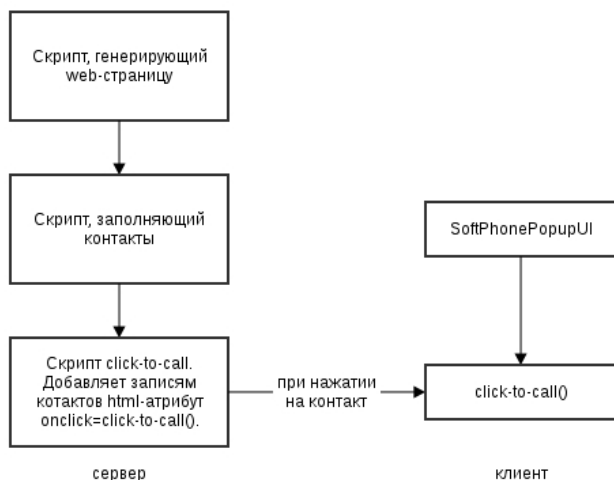 Скрипт, генерирующий
web-страницу
Скрипт, заполняющий
контакты
SoftPhonePopupUI
Скрипт click-to-call.
Добавляет записям
котактов html-атрибут
onclick=click-to-call().
при нажатии
на контакт
click-to-call()
сервер
клиент